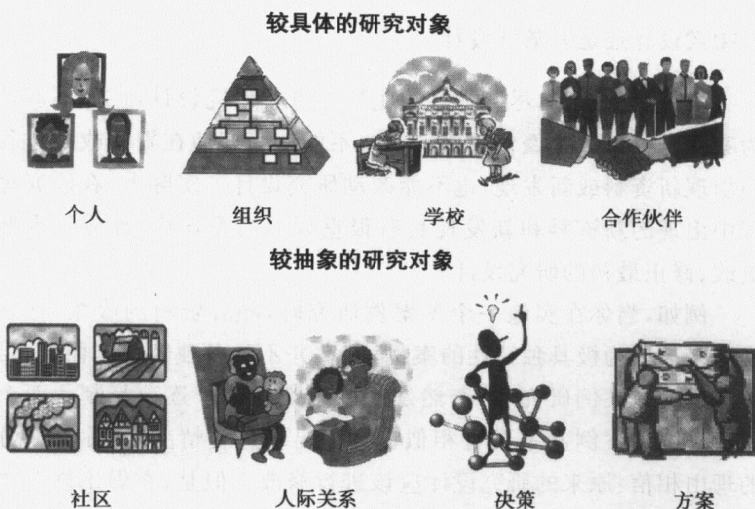 较具体的研究对象
个人 组织 学校 合作伙伴
较抽象的研究对象
社区 人际关系 决策 方案